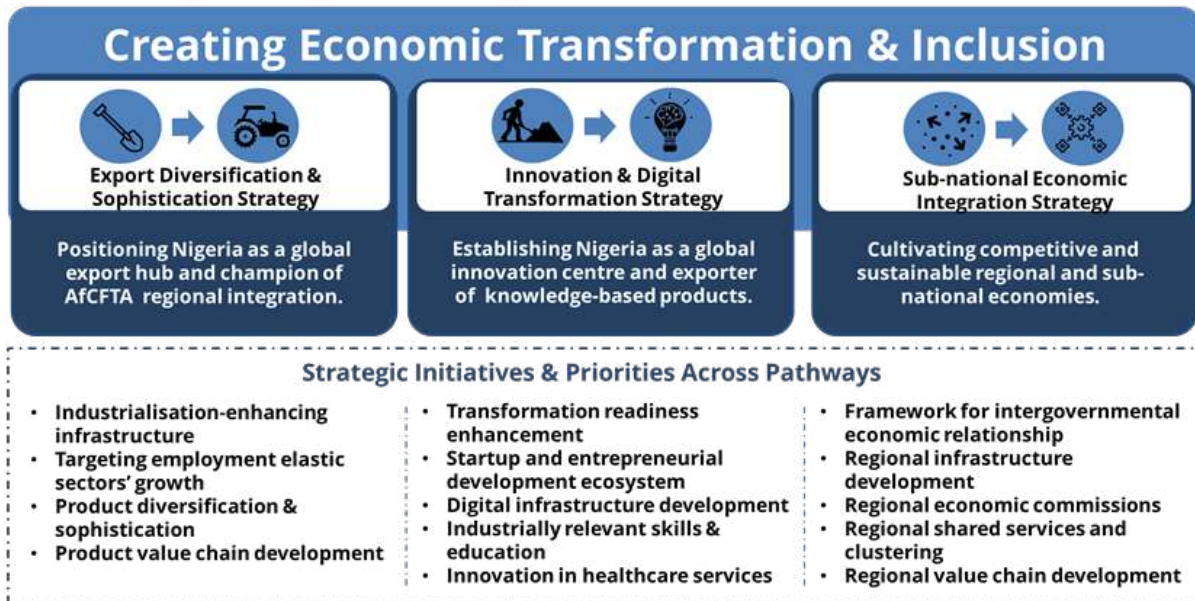 Creating Economic Transformation & Inclusion
Export Diversification &
Sophistication Strategy
Positioning Nigeria as a global
export hub and champion of
AfCFTA regional integration.
Innovation & Digital
Transformation Strategy
Establishing Nigeria as a global
innovation centre and exporter
of knowledge-based products.
Sub-national Economic
Integration Strategy
Cultivating competitive and
sustainable regional and sub-
national economies.
Strategic Initiatives & Priorities Across Pathways
• Industrialisation-enhancing
infrastructure
• Targeting employment elastic
sectors’ growth
• Product diversification &
sophistication
• Product value chain development
• Transformation readiness
enhancement
• Startup and entrepreneurial
development ecosystem
• Digital infrastructure development
• Industrially relevant skills &
education
• Innovation in healthcare services
• Framework for intergovernmental
economic relationship
• Regional infrastructure
development
• Regional economic commissions
• Regional shared services and
clustering
• Regional value chain development